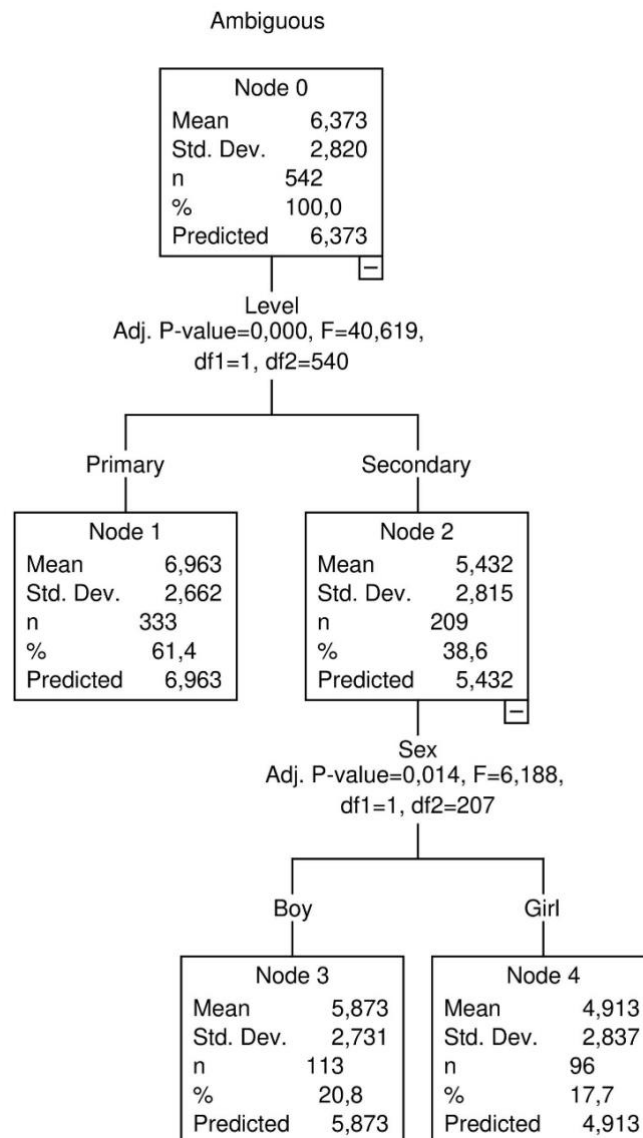 Ambiguous
Node 0
Mean 6,373
Std. Dev. 2,820
n 542
% 100,0
Predicted 6,373
Level
Adj. P-value=0,000, F=40,619,
df1=1, df2=540
Primary
Secondary
Node 1
Mean 6,963
Std. Dev. 2,662
n 333
% 61,4
Predicted 6,963
Node 2
Mean 5,432
Std. Dev. 2,815
n 209
% 38,6
Predicted 5,432
Sex
Adj. P-value=0,014, F=6,188,
df1=1, df2=207
Boy
Girl
Node 3
Mean 5,873
Std. Dev. 2,731
n 113
% 20,8
Predicted 5,873
Node 4
Mean 4,913
Std. Dev. 2,837
n 96
% 17,7
Predicted 4,913